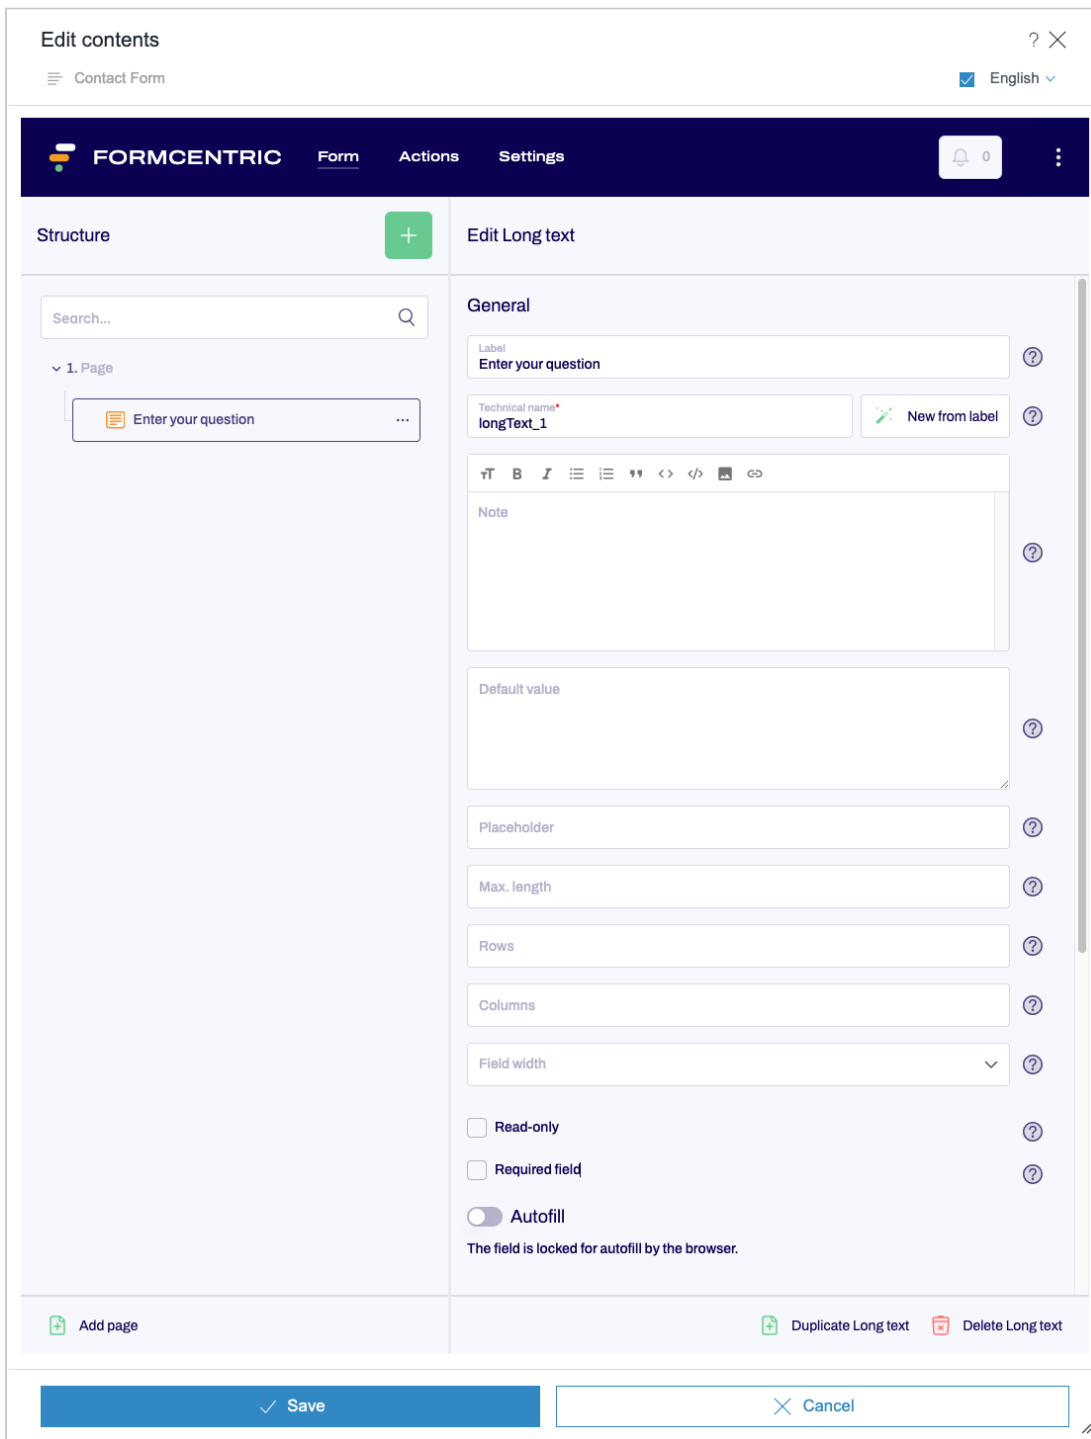 Edit contents
?
Contact Form
English
FORMCENTRIC
Form
Actions
Settings
0
Structure
+
Edit Long text
Search...
General
Label
Enter your question
?
1. Page
Enter your question
...
Technical name*
longText_1
New from label
?
Note
?
Default value
?
Placeholder
?
Max. length
?
Rows
?
Columns
?
Field width
?
Read-only
?
Required field
?
Autofill
The field is locked for autofill by the browser.
Add page
Duplicate Long text
Delete Long text
Save
Cancel